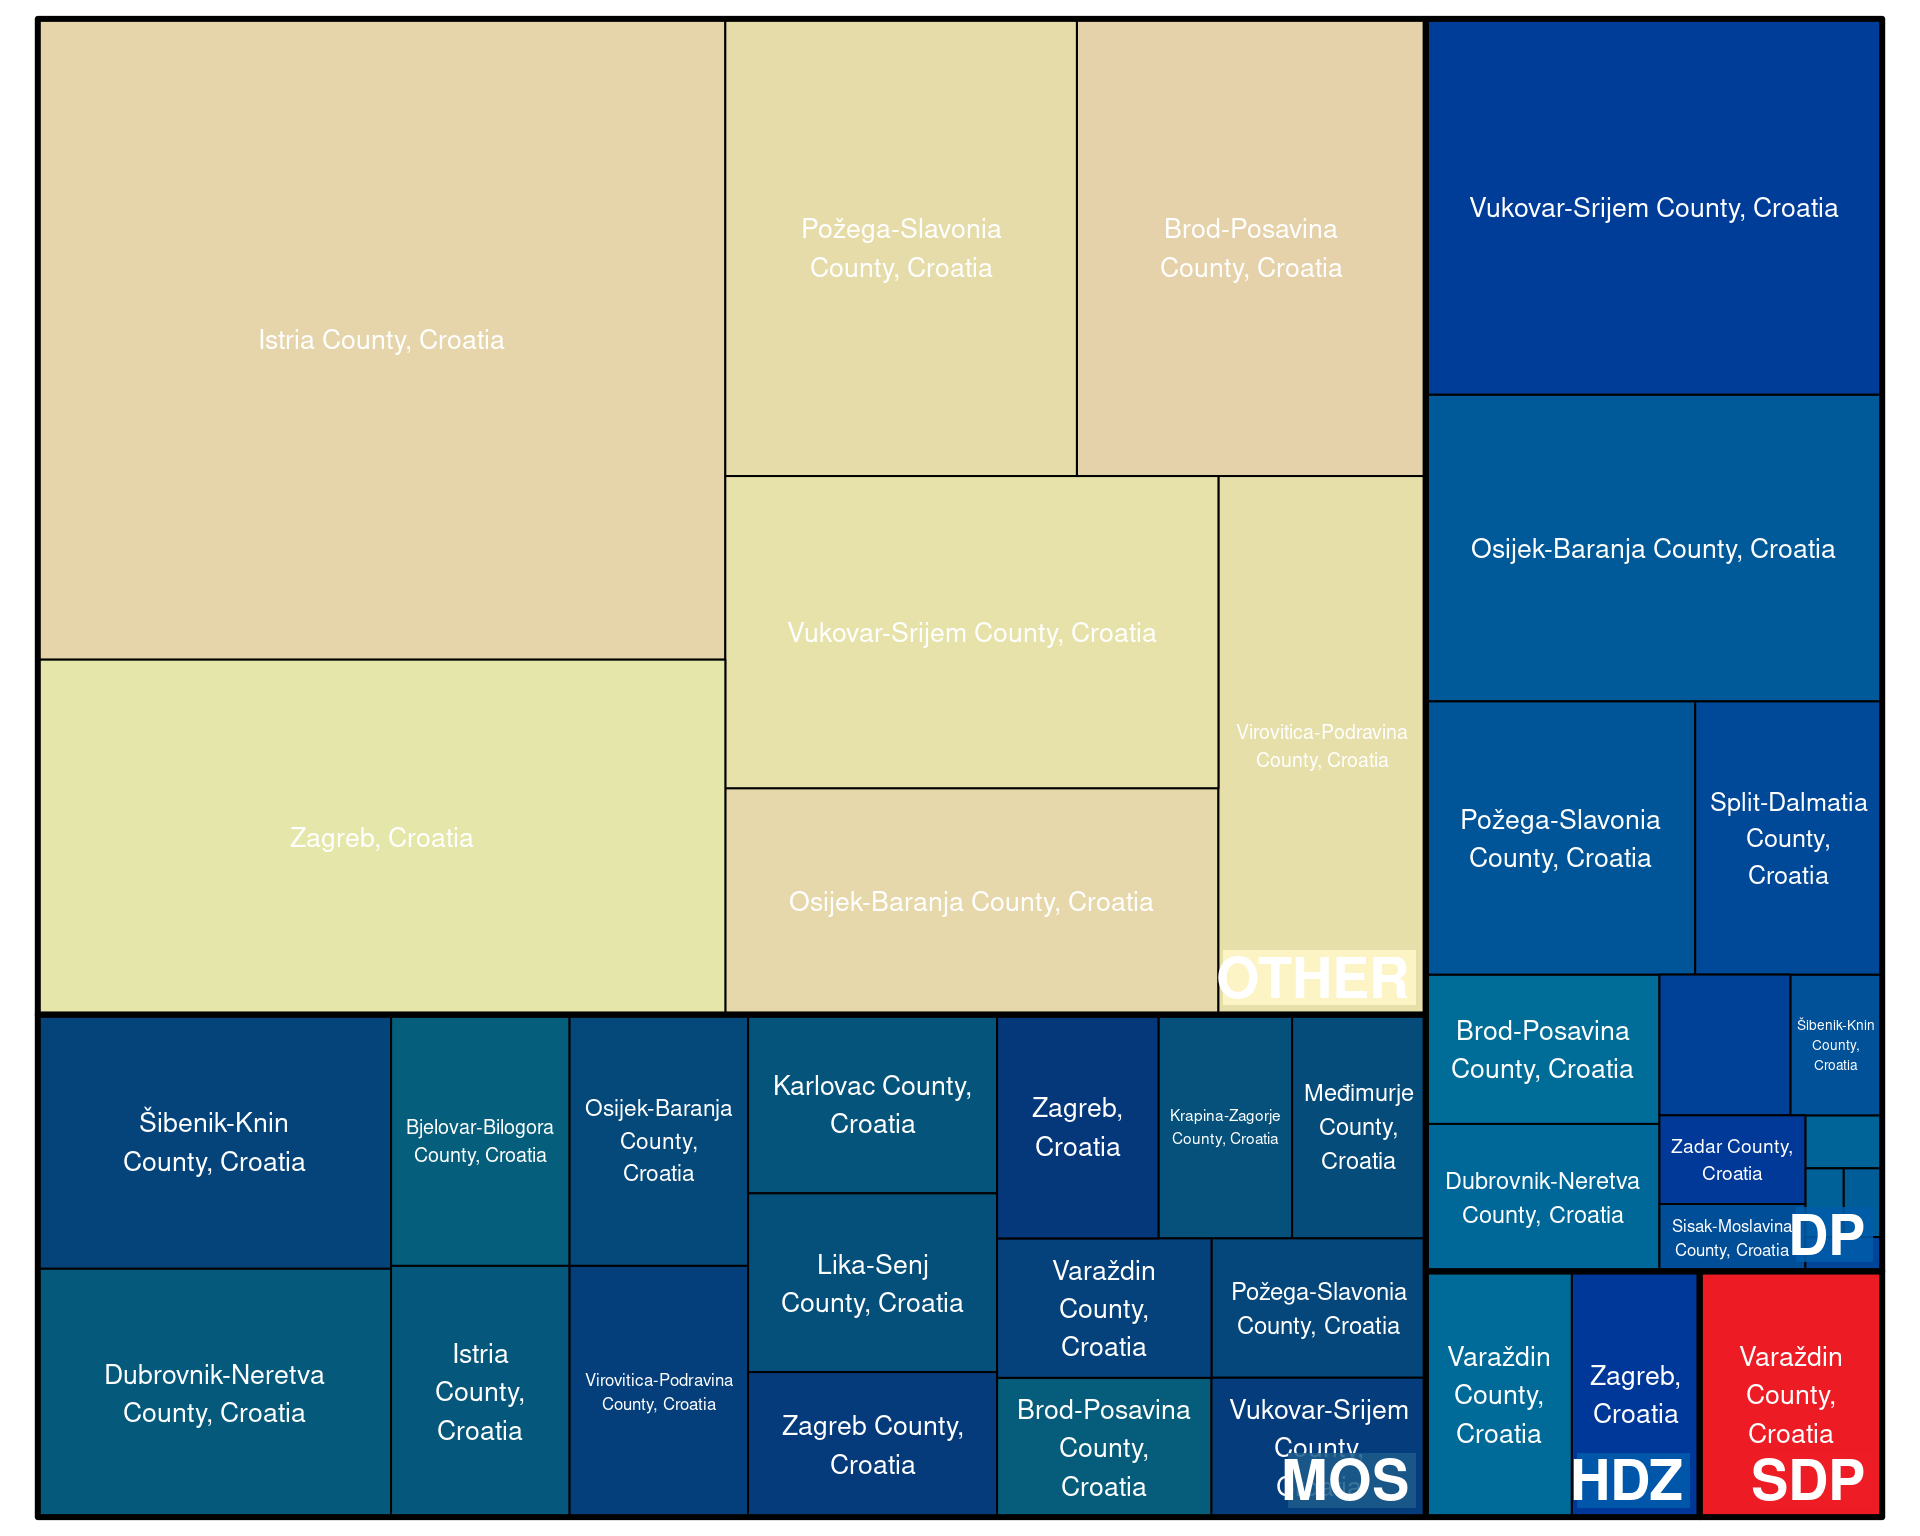 Istria County, Croatia
Požega-Slavonia
County, Croatia
Brod-Posavina
County, Croatia
Zagreb, Croatia
Vukovar-Srijem County, Croatia
Virovitica-Podravina
County, Croatia
Osijek-Baranja County, Croatia
OTHER
Vukovar-Srijem County, Croatia
Osijek-Baranja County, Croatia
Požega-Slavonia
County, Croatia
Split-Dalmatia
County,
Croatia
Brod-Posavina
County, Croatia
Šibenik-Knin
County,
Croatia
Dubrovnik-Neretva
County, Croatia
Zadar County,
Croatia
Sisak-Moslavina
County, Croatia
DP
Šibenik-Knin
County, Croatia
Bjelovar-Bilogora
County, Croatia
Osijek-Baranja
County,
Croatia
Karlovac County,
Croatia
Zagreb,
Croatia
Krapina-Zagorje
County, Croatia
Međimurje
County,
Croatia
Dubrovnik-Neretva
County, Croatia
Istria
County,
Croatia
Virovitica-Podravina
County, Croatia
Lika-Senj
County, Croatia
Zagreb County,
Croatia
Varaždin
County,
Croatia
Požega-Slavonia
County, Croatia
Brod-Posavina
County,
Croatia
Vukovar-Srijem
County,
MOS
Varaždin
County,
Croatia
Zagreb,
Croatia
HDZ
Varaždin
County,
Croatia
SDP